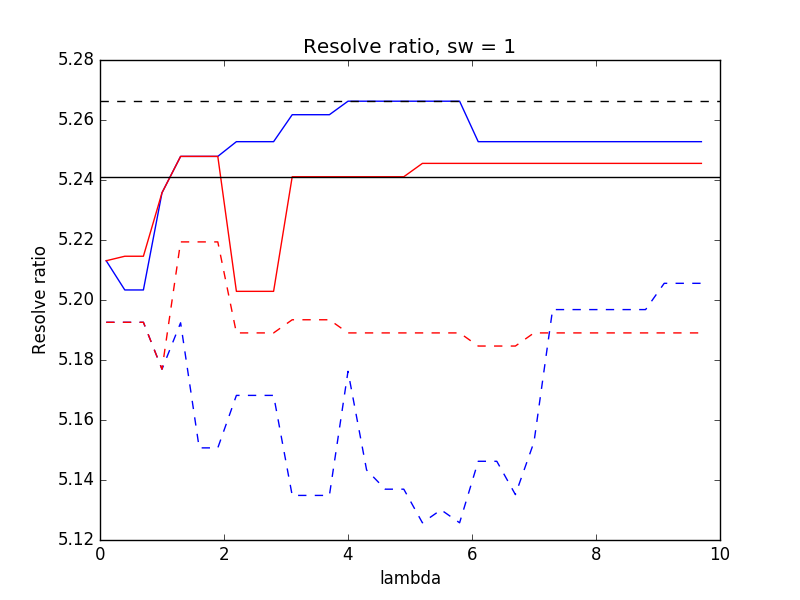 Resolve ratio, sw = 1
5.28
5.26
5.24
5.22
5.20
5.18
5.16
5.14
5.12
Resolve ratio
0 2 4 6 8 10
lambda